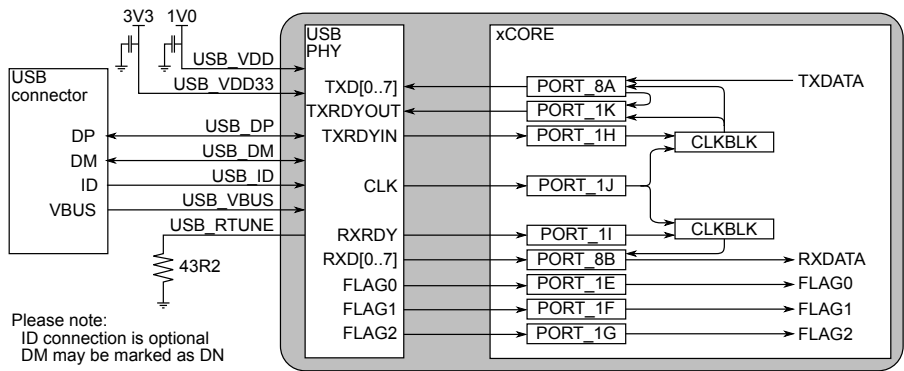 3V3 1V0
USB_VDD
USB_VDD33
USB
connector
DP
DM
ID
VBUS
USB_DP
USB_DM
USB_ID
USB_VBUS
USB_RTUNE
43R2
Please note:
ID connection is optional
DM may be marked as DN
USB
PHY
TXD[0..7]
TXRDYOUT
TXRDYIN
CLK
RXRDY
RXD[0..7]
FLAG0
FLAG1
FLAG2
xCORE
PORT_8A
PORT_1K
PORT_1H
PORT_1J
PORT_1I
PORT_8B
PORT_1E
PORT_1F
PORT_1G
CLKBLK
CLKBLK
TXDATA
RXDATA
FLAG0
FLAG1
FLAG2